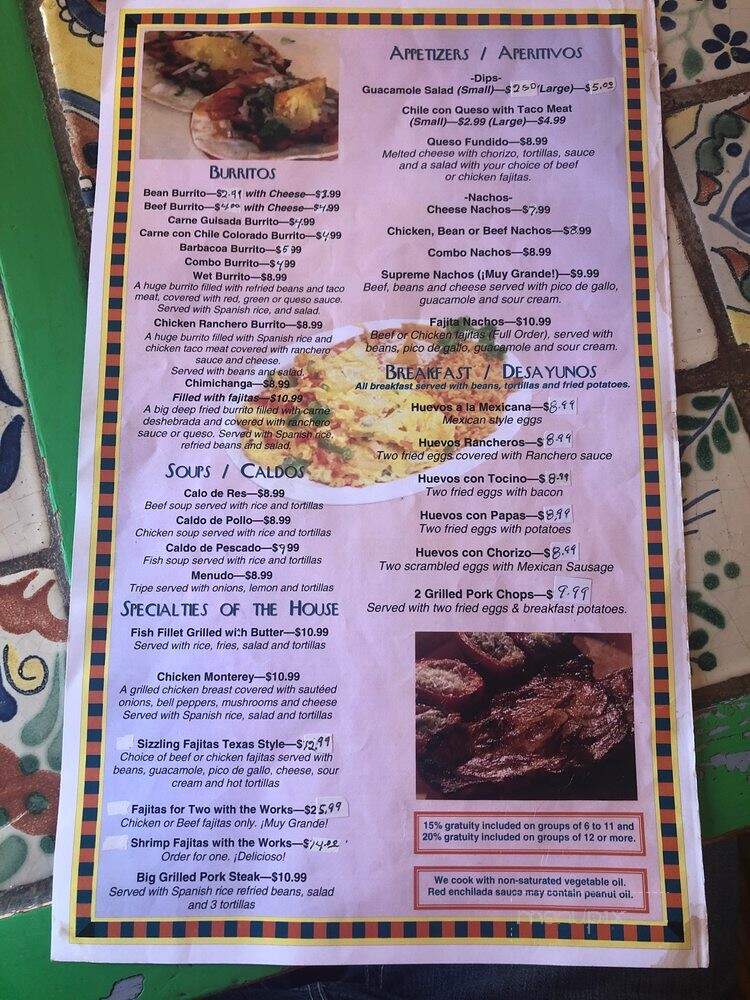 BURRITOS
Bean Burrito—$2.99 with Cheese—$3.99
Beef Burrito—$4.00 with Cheese—$4.99
Carne Guisada Burrito—$4.99
Carne con Chile Colorado Burrito—$4.99
Barbacoa Burrito—$5.99
Combo Burrito—$4.99
Wet Burrito—$8.99
A huge burrito filled with refried beans and taco
meat, covered with red, green or queso sauce.
Served with Spanish rice, and salad.
Chicken Ranchero Burrito—$8.99
A huge burrito filled with Spanish rice and
chicken taco meat covered with ranchero
sauce and cheese.
Served with beans and salad.
Chimichanga—$8.99
Filled with fajitas—$10.99
A big deep fried burrito filled with carne
deshebrada and covered with ranchero
sauce or queso. Served with Spanish rice,
refried beans and salad.
SOUPS / CALDOS
Calo de Res—$8.99
Beef soup served with rice and tortillas
Caldo de Pollo—$8.99
Chicken soup served with rice and tortillas
Caldo de Pescado—$9.99
Fish soup served with rice and tortillas
Menudo—$8.99
Tripe served with onions, lemon and tortillas
SPECIALTIES OF THE HOUSE
Fish Fillet Grilled with Butter—$10.99
Served with rice, fries, salad and tortillas
Chicken Monterey—$10.99
A grilled chicken breast covered with sautéed
onions, bell peppers, mushrooms and cheese
Served with Spanish rice, salad and tortillas
Sizzling Fajitas Texas Style—$12.99
Choice of beef or chicken fajitas served with
beans, guacamole, pico de gallo, cheese, sour
cream and hot tortillas
Fajitas for Two with the Works—$25.99
Chicken or Beef fajitas only. ¡Muy Grande!
Shrimp Fajitas with the Works—$14.00
Order for one. ¡Delicioso!
Big Grilled Pork Steak—$10.99
Served with Spanish rice refried beans, salad
and 3 tortillas
APPETIZERS / APERITIVOS
-Dips-
Guacamole Salad (Small)—$2.50 (Large)—$5.00
Chile con Queso with Taco Meat
(Small)—$2.99 (Large)—$4.99
Queso Fundido—$8.99
Melted cheese with chorizo, tortillas, sauce
and a salad with your choice of beef
or chicken fajitas.
-Nachos-
Cheese Nachos—$7.99
Chicken, Bean or Beef Nachos—$8.99
Combo Nachos—$8.99
Supreme Nachos (¡Muy Grande!)—$9.99
Beef, beans and cheese served with pico de gallo,
guacamole and sour cream.
Fajita Nachos—$10.99
Beef or Chicken fajitas (Full Order), served with
beans, pico de gallo, guacamole and sour cream.
BREAKFAST / DESAYUNOS
All breakfast served with beans, tortillas and fried potatoes.
Huevos a la Mexicana—$8.99
Mexican style eggs
Huevos Rancheros—$8.99
Two fried eggs covered with Ranchero sauce
Huevos con Tocino—$8.99
Two fried eggs with bacon
Huevos con Papas—$8.99
Two fried eggs with potatoes
Huevos con Chorizo—$8.99
Two scrambled eggs with Mexican Sausage
2 Grilled Pork Chops—$9.99
Served with two fried eggs & breakfast potatoes.
15% gratuity included on groups of 6 to 11 and
20% gratuity included on groups of 12 or more.
We cook with non-saturated vegetable oil.
Red enchilada sauce may contain peanut oil.